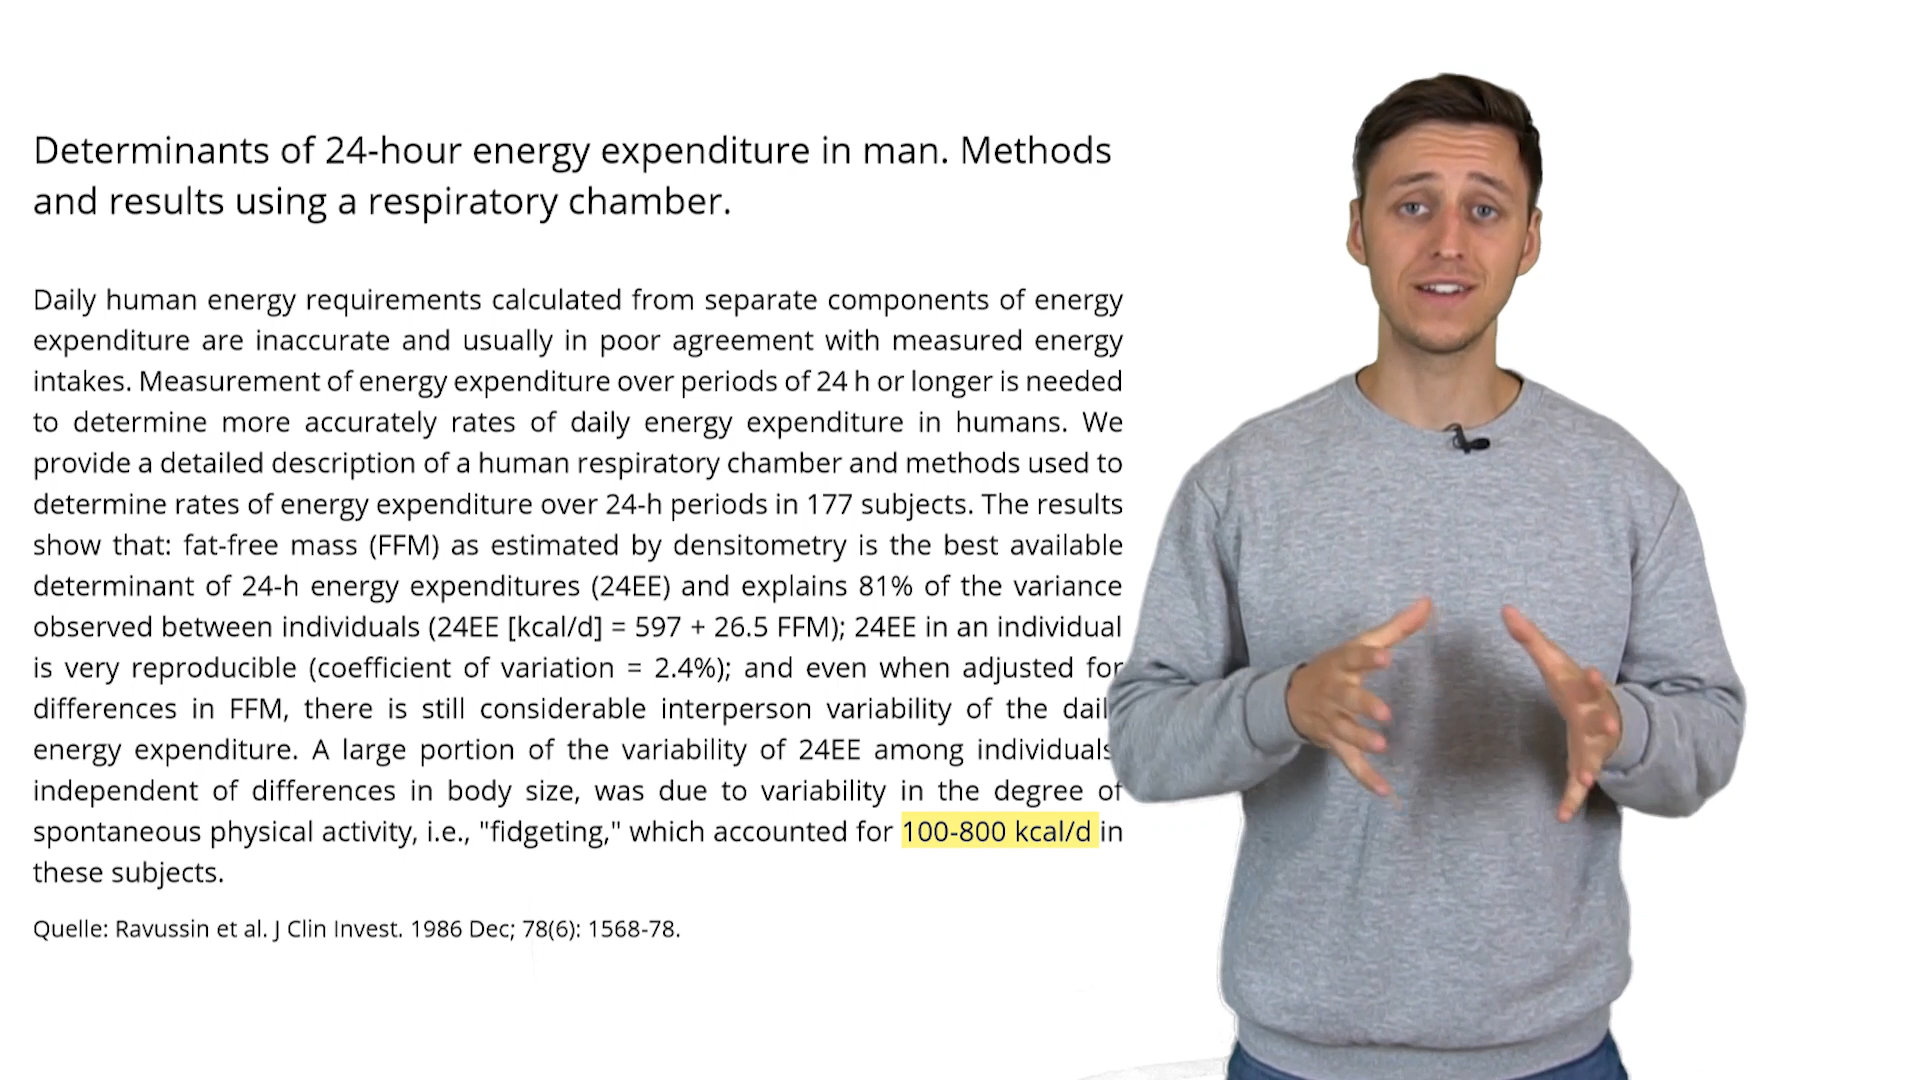 Determinants of 24-hour energy expenditure in man. Methods
and results using a respiratory chamber.
Daily human energy requirements calculated from separate components of energy
expenditure are inaccurate and usually in poor agreement with measured energy
intakes. Measurement of energy expenditure over periods of 24 h or longer is needed
to determine more accurately rates of daily energy expenditure in humans. We
provide a detailed description of a human respiratory chamber and methods used to
determine rates of energy expenditure over 24-h periods in 177 subjects. The results
show that: fat-free mass (FFM) as estimated by densitometry is the best available
determinant of 24-h energy expenditures (24EE) and explains 81% of the variance
observed between individuals (24EE [kcal/d] = 597 + 26.5 FFM); 24EE in an individual
is very reproducible (coefficient of variation = 2.4%); and even when adjusted for
differences in FFM, there is still considerable interperson variability of the daily
energy expenditure. A large portion of the variability of 24EE among individuals
independent of differences in body size, was due to variability in the degree of
spontaneous physical activity, i.e., "fidgeting," which accounted for 100-800 kcal/d in
these subjects.
Quelle: Ravussin et al. J Clin Invest. 1986 Dec; 78(6): 1568-78.